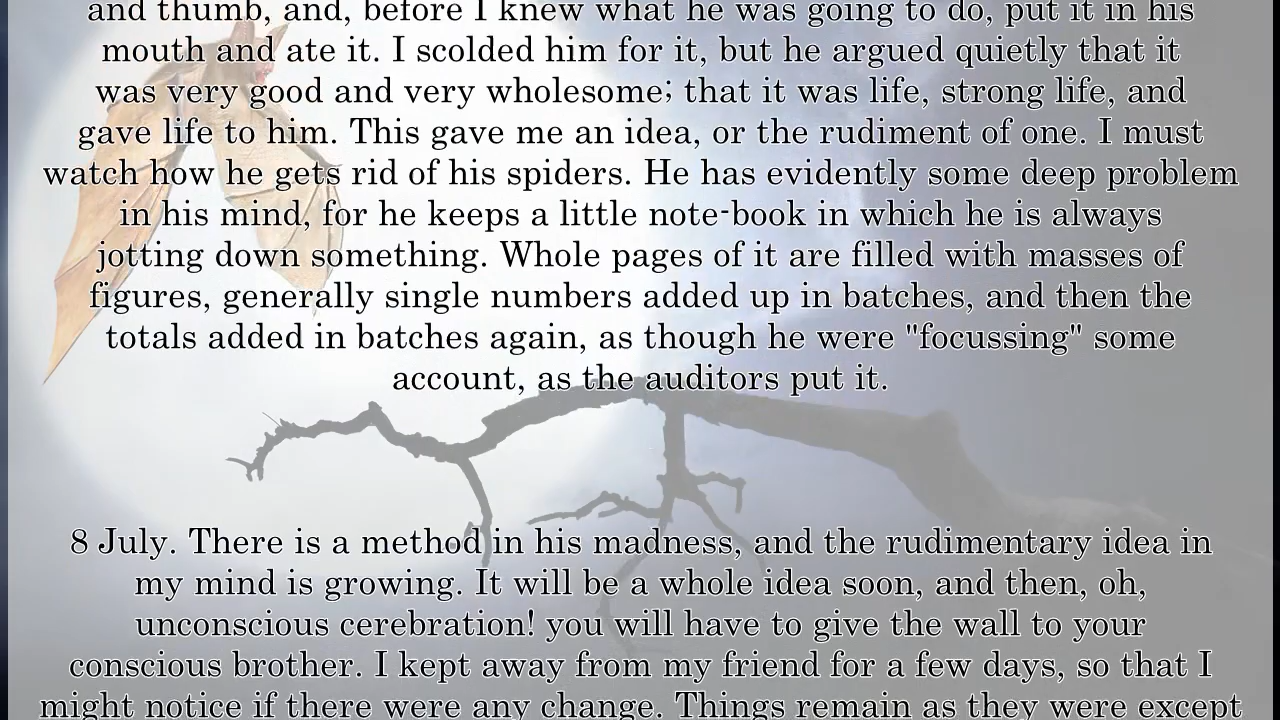 and thumb, and, before I knew what he was going to do, put it in his
mouth and ate it. I scolded him for it, but he argued quietly that it
was very good and very wholesome; that it was life, strong life, and
gave life to him. This gave me an idea, or the rudiment of one. I must
watch how he gets rid of his spiders. He has evidently some deep problem
in his mind, for he keeps a little note-book in which he is always
jotting down something. Whole pages of it are filled with masses of
figures, generally single numbers added up in batches, and then the
totals added in batches again, as though he were "focussing" some
account, as the auditors put it.
8 July. There is a method in his madness, and the rudimentary idea in
my mind is growing. It will be a whole idea soon, and then, oh,
unconscious cerebration! you will have to give the wall to your
conscious brother. I kept away from my friend for a few days, so that I
might notice if there were any change. Things remain as they were except